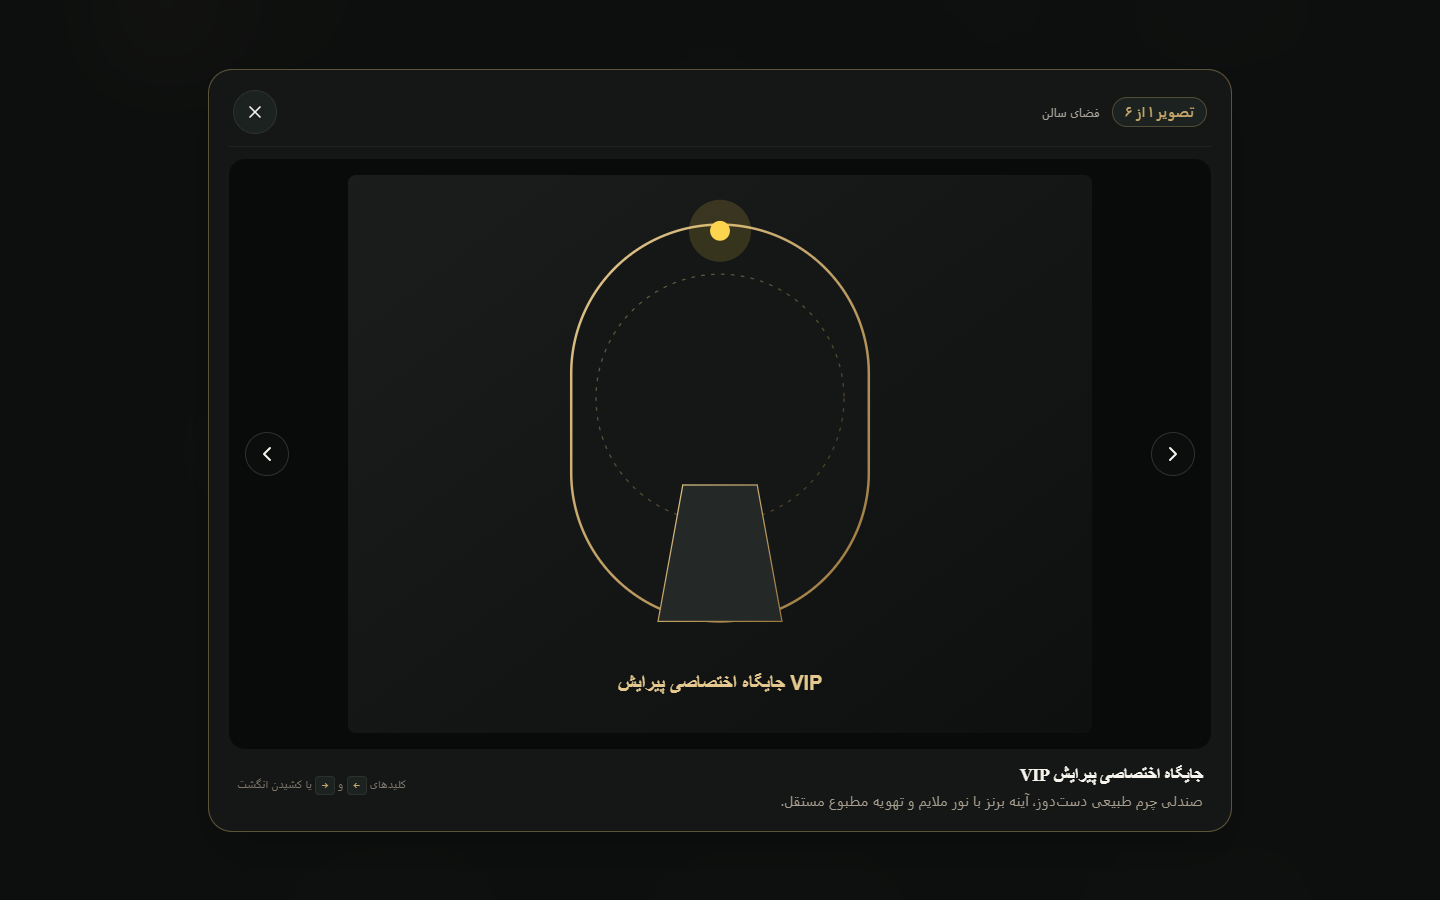 تصویر ۱ از ۶
فضای سالن
VIP جایگاه اختصاصی پیرایش
جایگاه اختصاصی پیرایش VIP
صندلی چرم طبیعی دست‌دوز، آینه برنز با نور ملایم و تهویه مطبوع مستقل.
کلیدهای ← و → یا کشیدن انگشت